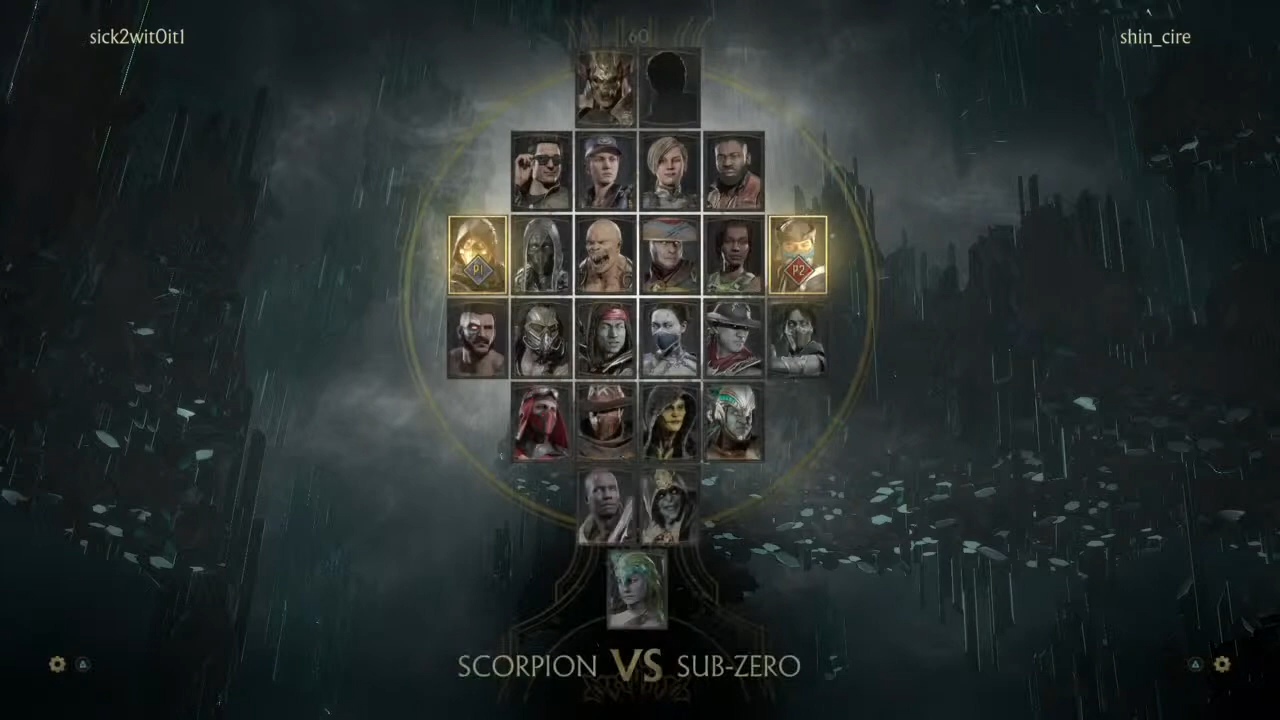 sick2wit0it1
60
shin_cire
P1
P2
SCORPION VS SUB-ZERO